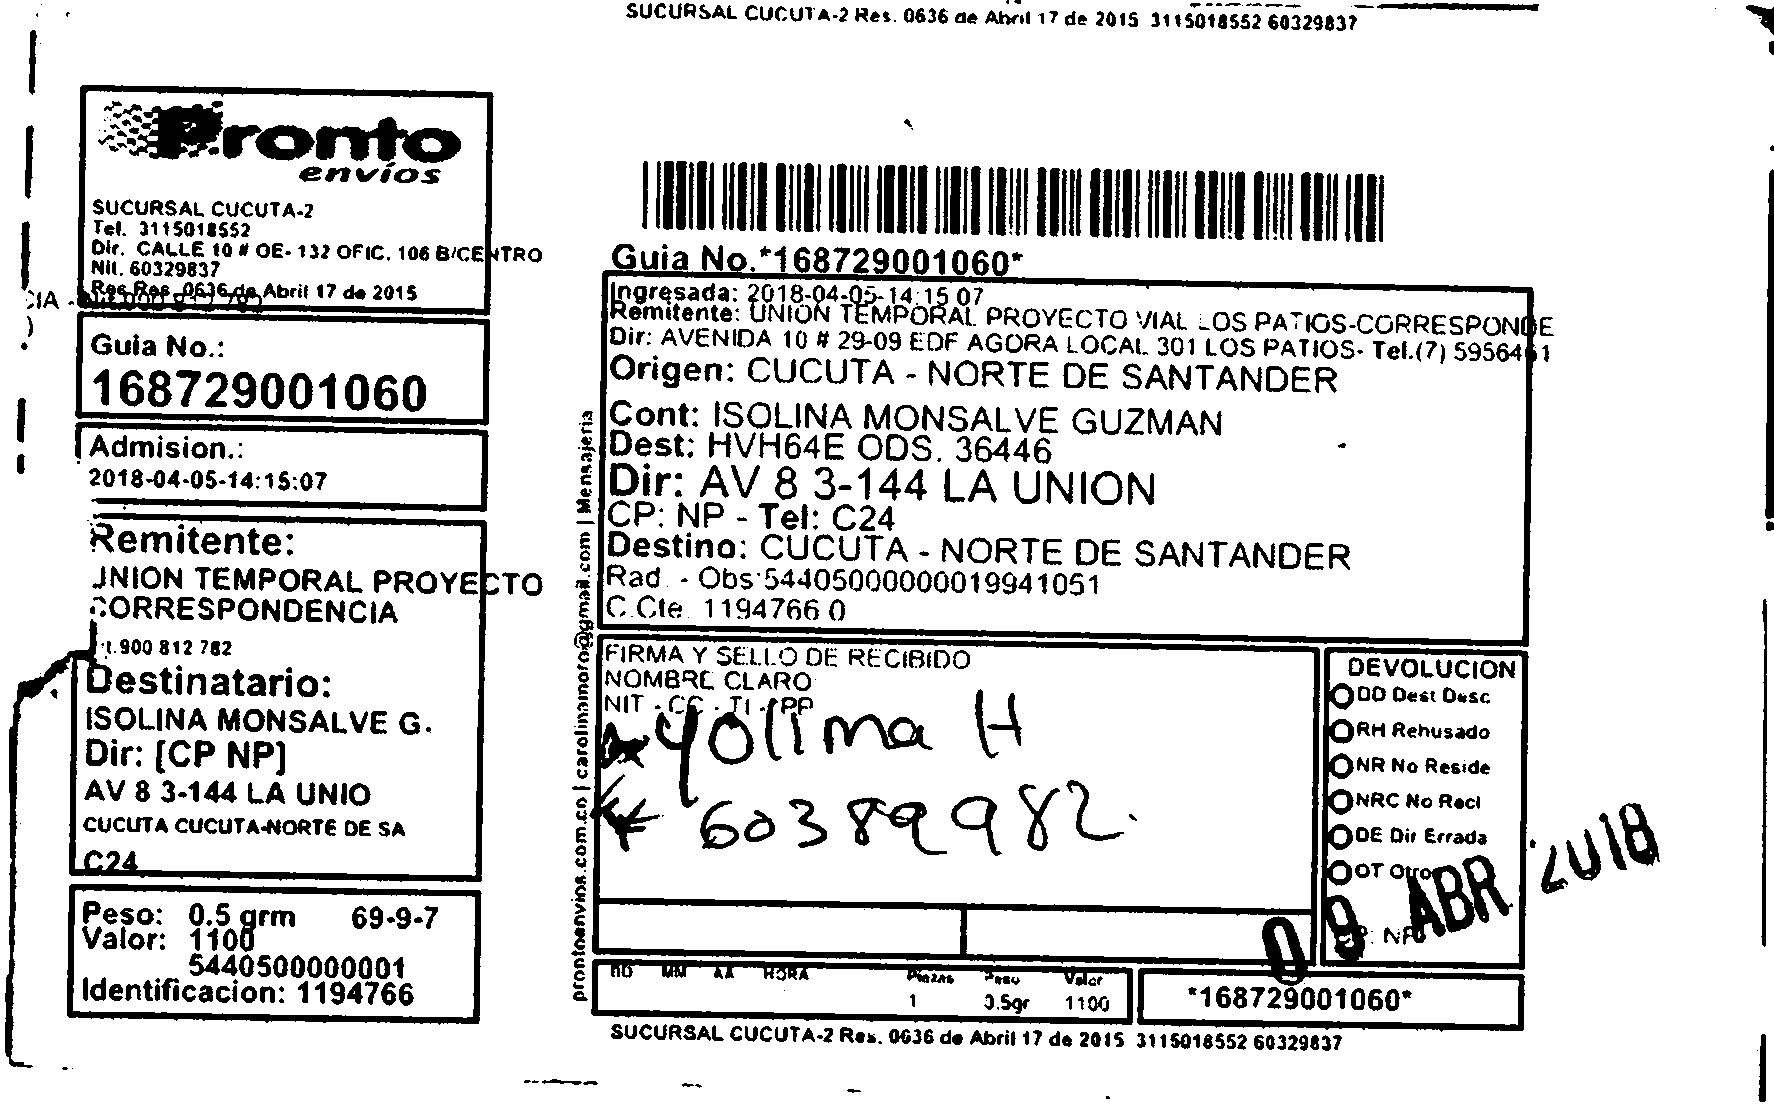 SUCURSAL CUCUTA-2 Res. 0636 de Abril 17 de 2015 3115018552 60329837
Pronto
envíos
SUCURSAL CUCUTA-2
Tel. 3115018552
Dir. CALLE 10 # OE- 132 OFIC. 106 B/CENTRO
Nit. 60329837
Res Res. 0636 de Abril 17 de 2015
Guia No.:
168729001060
Admision.:
2018-04-05-14:15:07
Remitente:
UNION TEMPORAL PROYECTO
CORRESPONDENCIA
900 812 782
Destinatario:
ISOLINA MONSALVE G.
Dir: [CP NP]
AV 8 3-144 LA UNIO
CUCUTA CUCUTA-NORTE DE SA
C24
Peso: 0.5 grm 69-9-7
Valor: 1100
5440500000001
Identificacion: 1194766
prontoenvios.com.co | carolinamoro@gmail.com | Mensajeria
Guia No.*168729001060*
Ingresada: 2018-04-05-14:15 07
Remitente: UNION TEMPORAL PROYECTO VIAL LOS PATIOS-CORRESPONDE
Dir: AVENIDA 10 # 29-09 EDF AGORA LOCAL 301 LOS PATIOS- Tel.(7) 5956461
Origen: CUCUTA - NORTE DE SANTANDER
Cont: ISOLINA MONSALVE GUZMAN
Dest: HVH64E ODS. 36446
Dir: AV 8 3-144 LA UNION
CP: NP - Tel: C24
Destino: CUCUTA - NORTE DE SANTANDER
Rad. - Obs:54405000000019941051
C.Cte. 1194766 0
FIRMA Y SELLO DE RECIBIDO
NOMBRE CLARO
NIT - CC - TI - PP
Yolima H
60389982
DEVOLUCION
DD Dest Desc
RH Rehusado
NR No Reside
NRC No Recl
DE Dir Errada
OT Otro
09 ABR 2018
DD MM AA HORA Piezas Peso Valor
1 0.5gr 1100
*168729001060*
SUCURSAL CUCUTA-2 Res. 0636 de Abril 17 de 2015 3115018552 60329837